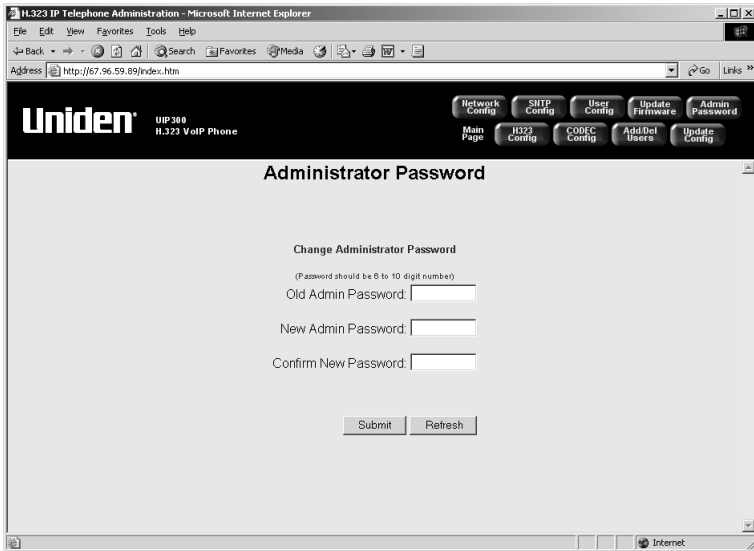 H.323 IP Telephone Administration - Microsoft Internet Explorer
File Edit View Favorites Tools Help
Back Search Favorites Media
Address http://67.96.59.89/index.htm Go Links »
Uniden®
UIP300
H.323 VoIP Phone
Network Config
SNTP Config
User Config
Update Firmware
Admin Password
Main Page
H323 Config
CODEC Config
Add/Del Users
Update Config
Administrator Password
Change Administrator Password
(Password should be 6 to 10 digit number)
Old Admin Password:
New Admin Password:
Confirm New Password:
Submit Refresh
Internet